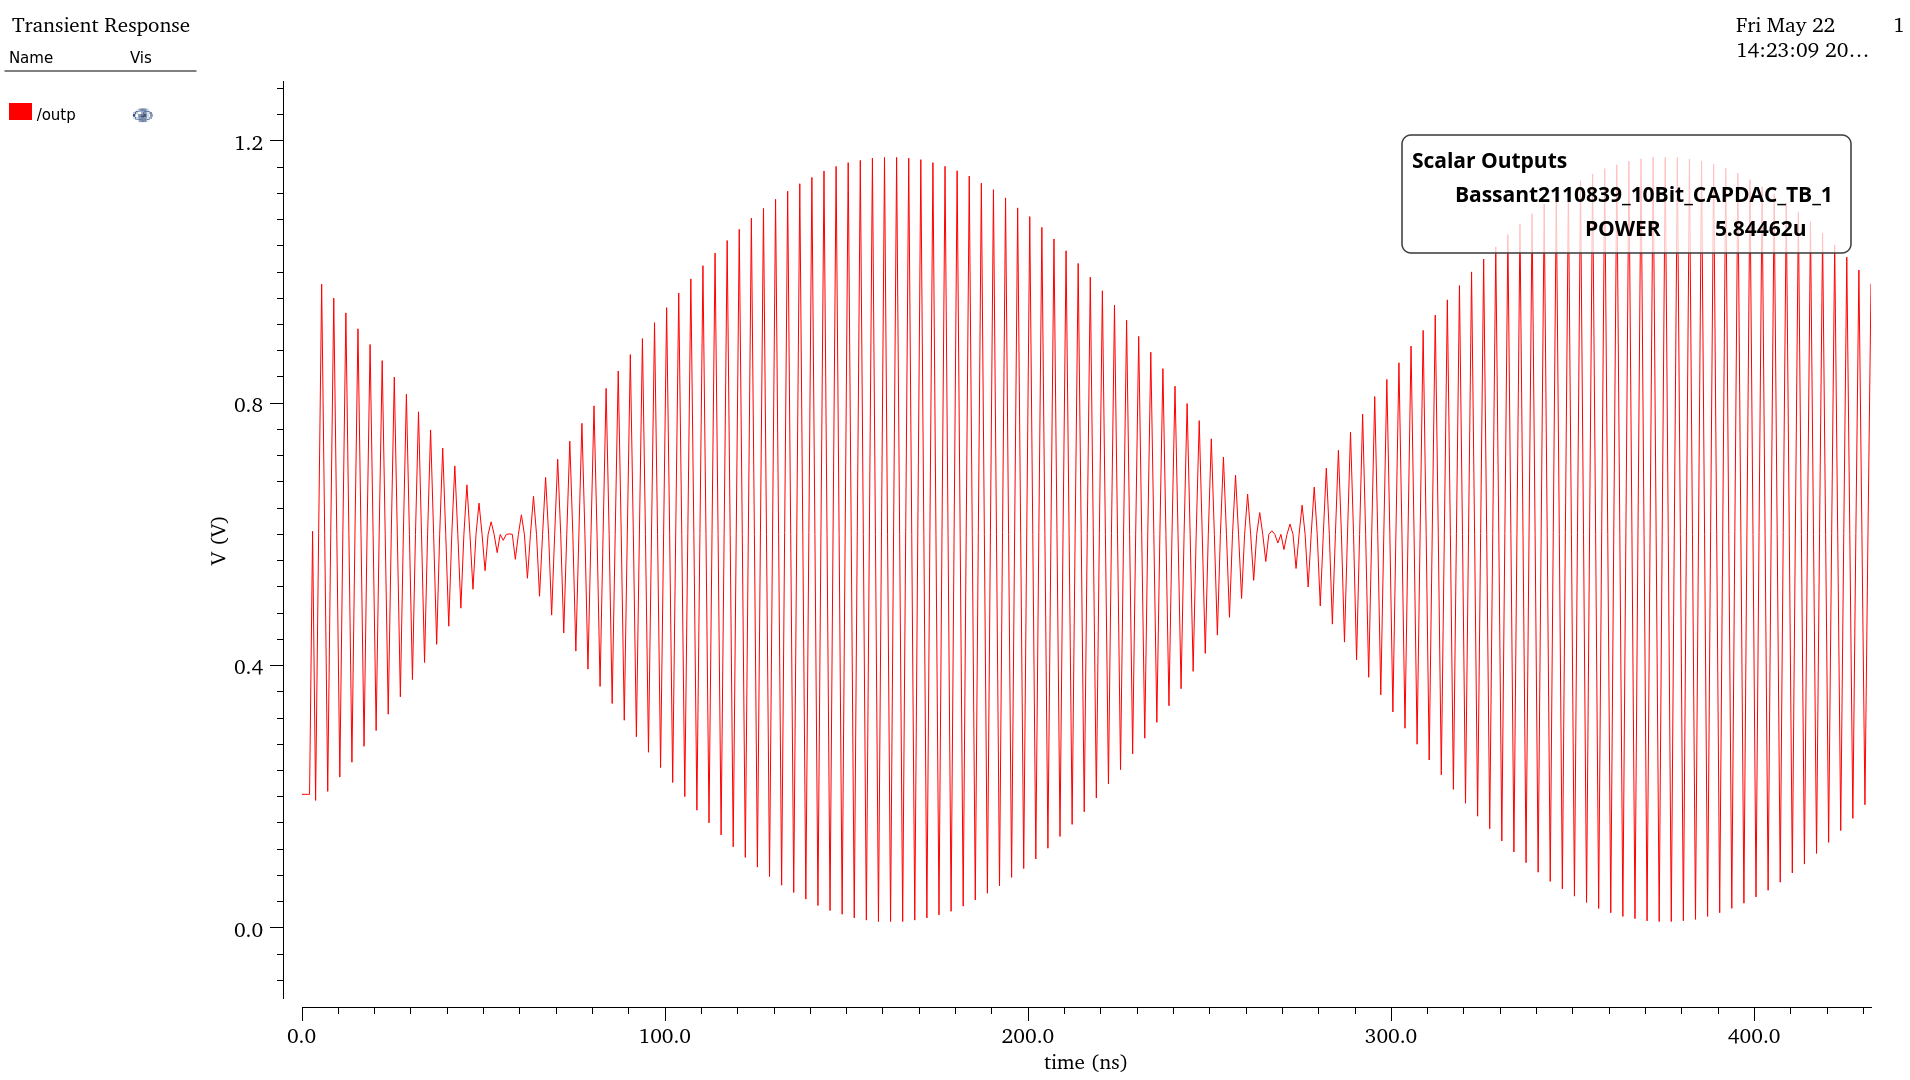 Transient Response
Fri May 22 1
14:23:09 20...
Name Vis
/outp
1.2
0.8
0.4
0.0
V (V)
Scalar Outputs
Bassant2110839_10Bit_CAPDAC_TB_1
POWER 5.84462u
0.0 100.0 200.0 300.0 400.0
time (ns)